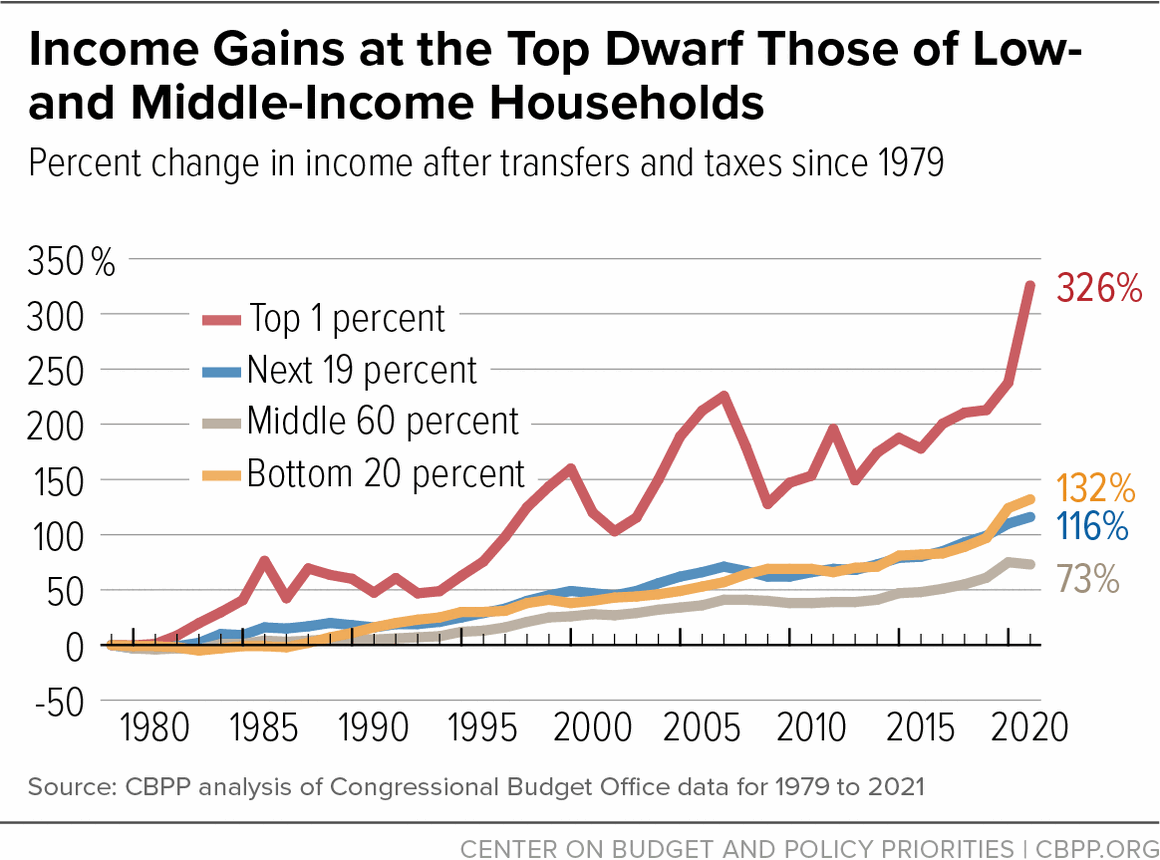 Income Gains at the Top Dwarf Those of Low-
and Middle-Income Households
Percent change in income after transfers and taxes since 1979
350%
300
250
200
150
100
50
0
-50
Top 1 percent
Next 19 percent
Middle 60 percent
Bottom 20 percent
326%
132%
116%
73%
1980 1985 1990 1995 2000 2005 2010 2015 2020
Source: CBPP analysis of Congressional Budget Office data for 1979 to 2021
CENTER ON BUDGET AND POLICY PRIORITIES | CBPP.ORG